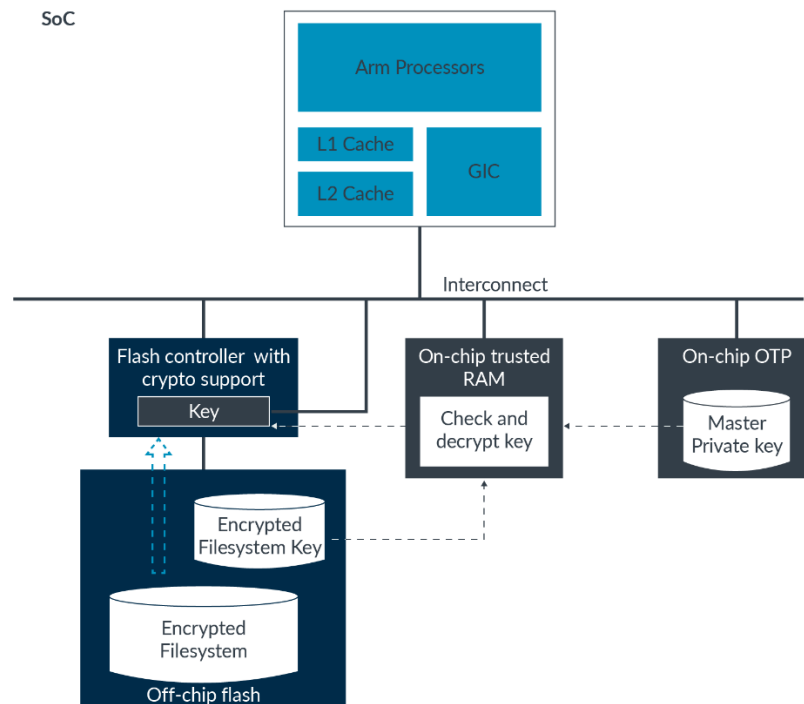 SoC
Arm Processors
L1 Cache
L2 Cache
GIC
Interconnect
Flash controller with
crypto support
Key
On-chip trusted
RAM
Check and
decrypt key
On-chip OTP
Master
Private key
Encrypted
Filesystem Key
Encrypted
Filesystem
Off-chip flash